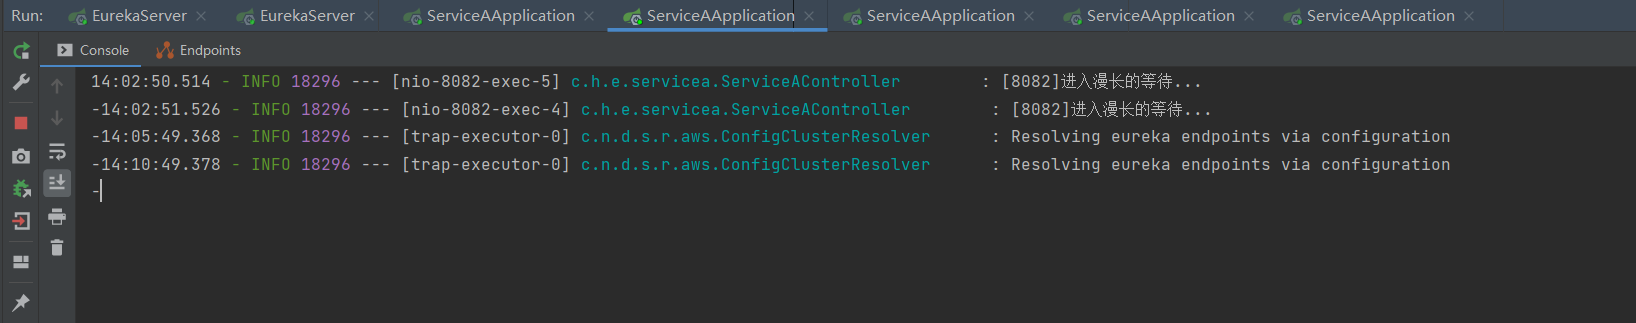 Run: EurekaServer EurekaServer ServiceAApplication ServiceAApplication ServiceAApplication ServiceAApplication ServiceAApplication
Console Endpoints
14:02:50.514 - INFO 18296 --- [nio-8082-exec-5] c.h.e.servicea.ServiceAController : [8082]进入漫长的等待...
-14:02:51.526 - INFO 18296 --- [nio-8082-exec-4] c.h.e.servicea.ServiceAController : [8082]进入漫长的等待...
-14:05:49.368 - INFO 18296 --- [trap-executor-0] c.n.d.s.r.aws.ConfigClusterResolver : Resolving eureka endpoints via configuration
-14:10:49.378 - INFO 18296 --- [trap-executor-0] c.n.d.s.r.aws.ConfigClusterResolver : Resolving eureka endpoints via configuration
-